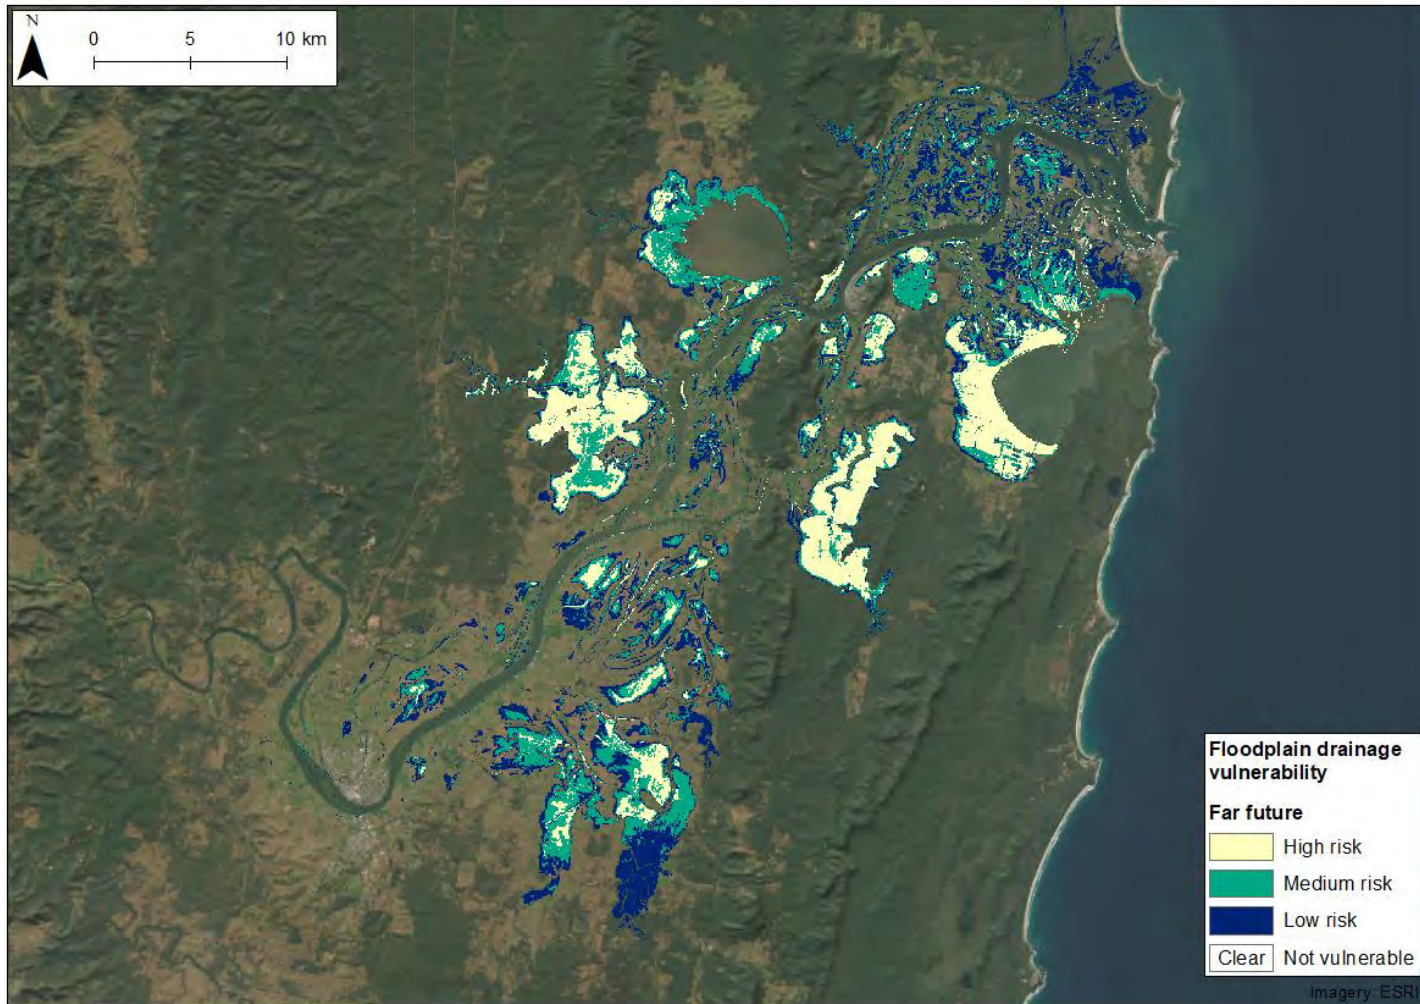 N
0 5 10 km
Floodplain drainage
vulnerability
Far future
High risk
Medium risk
Low risk
Clear Not vulnerable
Imagery: ESRI